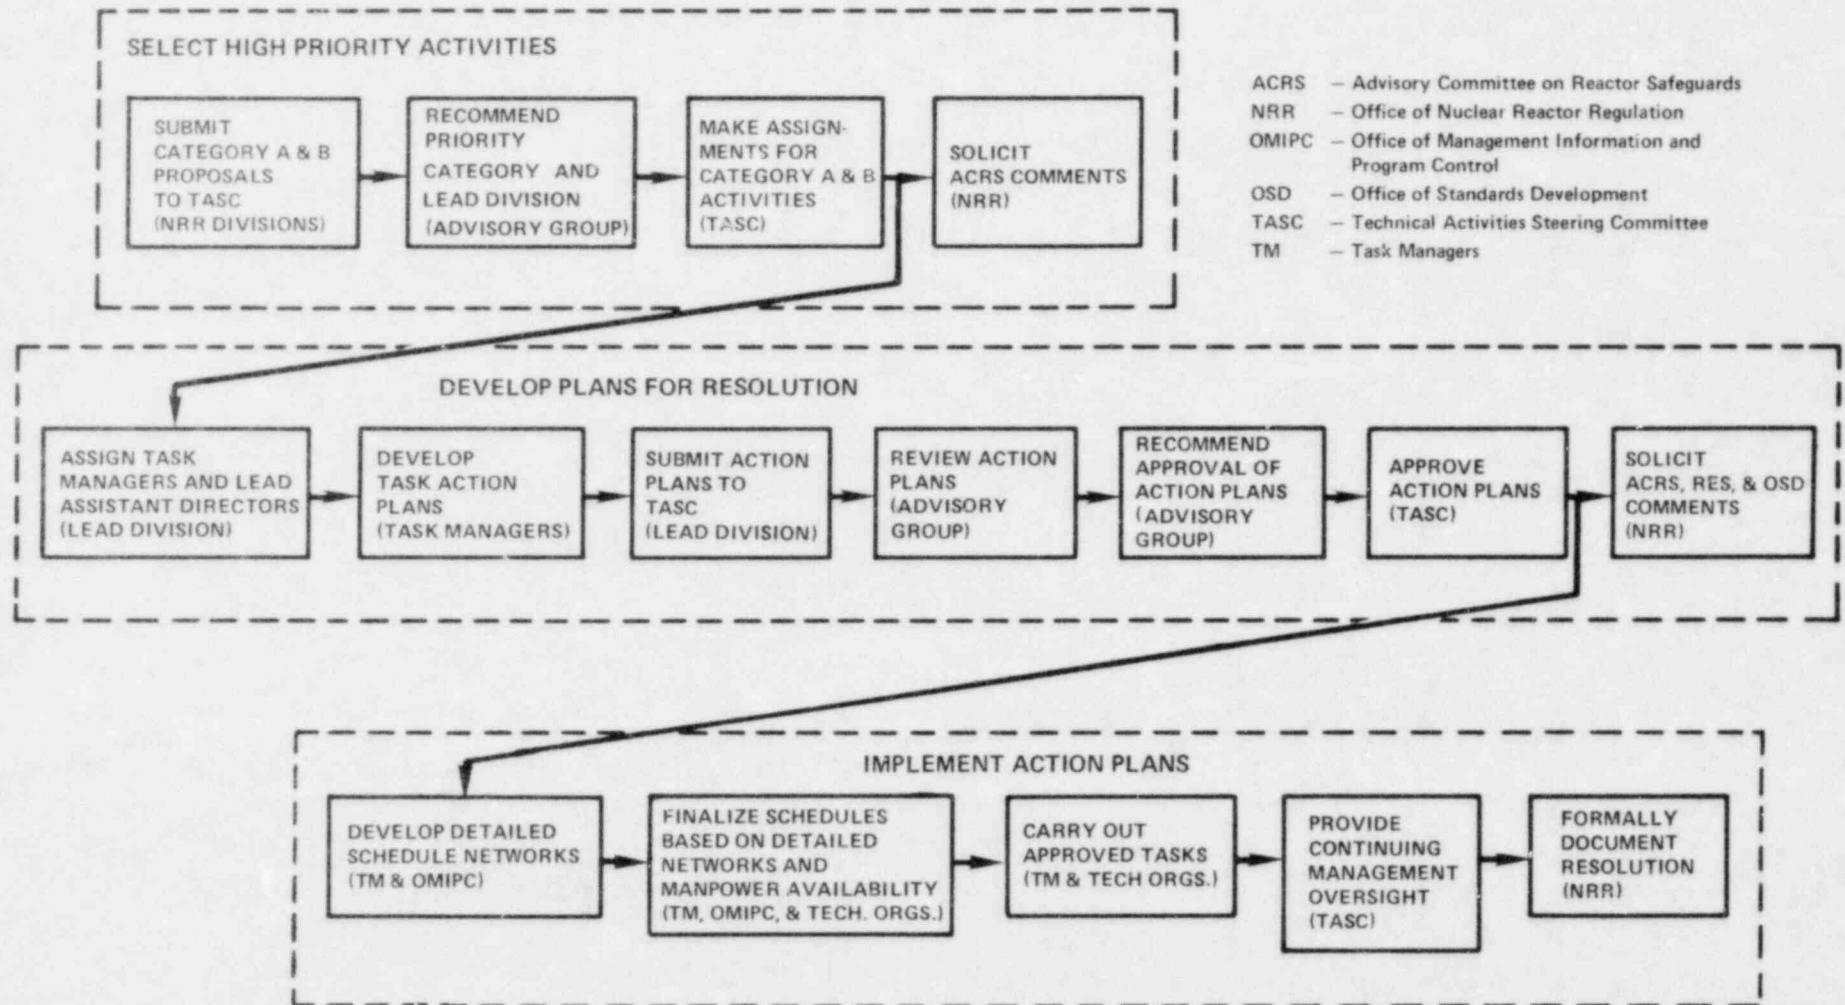 SELECT HIGH PRIORITY ACTIVITIES
SUBMIT
CATEGORY A & B
PROPOSALS
TO TASC
(NRR DIVISIONS)
RECOMMEND
PRIORITY
CATEGORY AND
LEAD DIVISION
(ADVISORY GROUP)
MAKE ASSIGN-
MENTS FOR
CATEGORY A & B
ACTIVITIES
(TASC)
SOLICIT
ACRS COMMENTS
(NRR)
ACRS – Advisory Committee on Reactor Safeguards
NRR – Office of Nuclear Reactor Regulation
OMIPC – Office of Management Information and
Program Control
OSD – Office of Standards Development
TASC – Technical Activities Steering Committee
TM – Task Managers
DEVELOP PLANS FOR RESOLUTION
ASSIGN TASK
MANAGERS AND LEAD
ASSISTANT DIRECTORS
(LEAD DIVISION)
DEVELOP
TASK ACTION
PLANS
(TASK MANAGERS)
SUBMIT ACTION
PLANS TO
TASC
(LEAD DIVISION)
REVIEW ACTION
PLANS
(ADVISORY
GROUP)
RECOMMEND
APPROVAL OF
ACTION PLANS
(ADVISORY
GROUP)
APPROVE
ACTION PLANS
(TASC)
SOLICIT
ACRS, RES, & OSD
COMMENTS
(NRR)
IMPLEMENT ACTION PLANS
DEVELOP DETAILED
SCHEDULE NETWORKS
(TM & OMIPC)
FINALIZE SCHEDULES
BASED ON DETAILED
NETWORKS AND
MANPOWER AVAILABILITY
(TM, OMIPC, & TECH. ORGS.)
CARRY OUT
APPROVED TASKS
(TM & TECH ORGS.)
PROVIDE
CONTINUING
MANAGEMENT
OVERSIGHT
(TASC)
FORMALLY
DOCUMENT
RESOLUTION
(NRR)